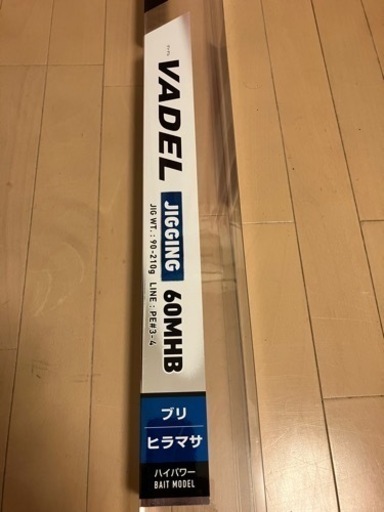 VADEL
JIGGING 60MHB
JIG WT. : 90-210g LINE : PE#3-4
ブリ
ヒラマサ
ハイパワー
BAIT MODEL